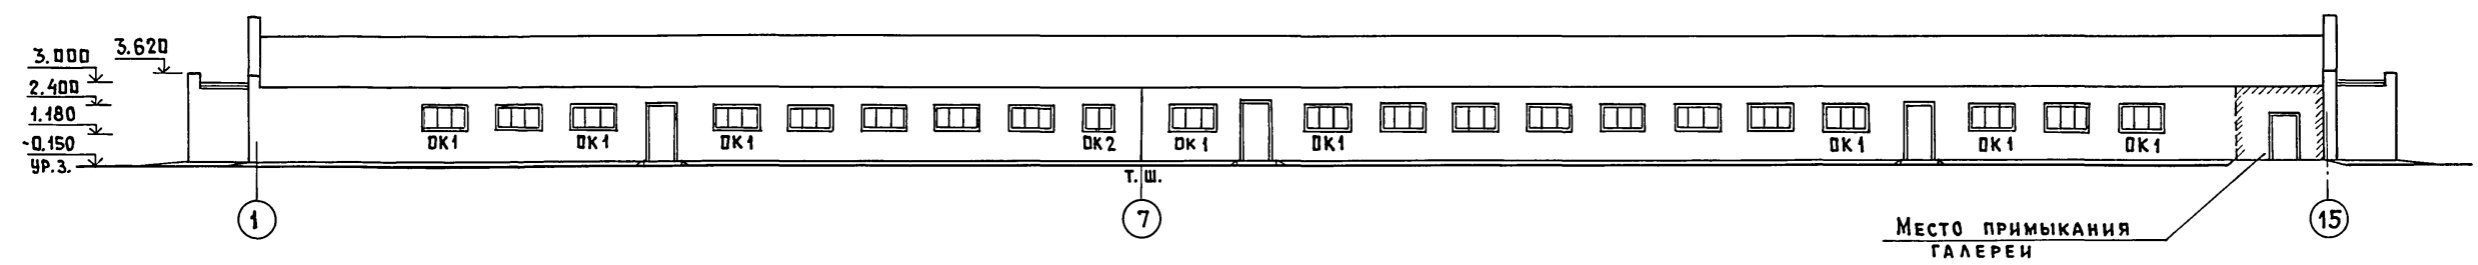 3.620
3.000
2.400
1.180
-0.150
УР.З.
ОК1 ОК1 ОК1 ОК2 ОК1 ОК1 ОК1 ОК1 ОК1
Т. Ш.
1 7 15
МЕСТО ПРИМЫКАНИЯ
ГАЛЕРЕИ